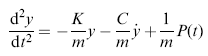 d²y/dt² = −K/m y − C/m ẏ + 1/m P(t)